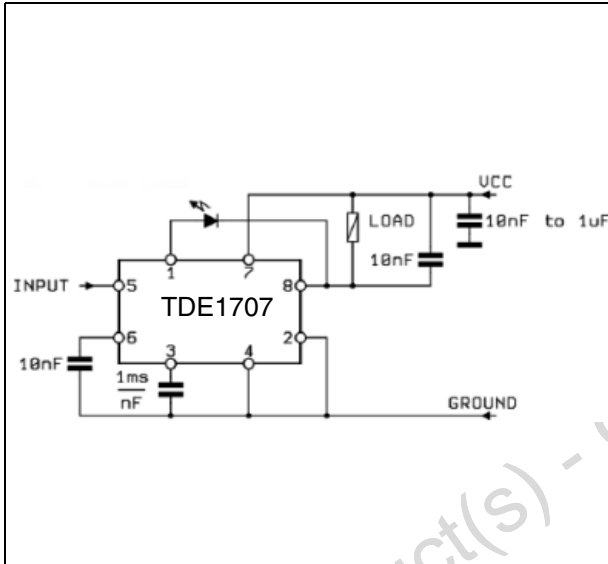 VCC
LOAD
10nF to 1uF
10nF
1
7
INPUT
5
TDE1707
8
6
2
10nF
3
4
1ms
nF
GROUND
ct(s) -